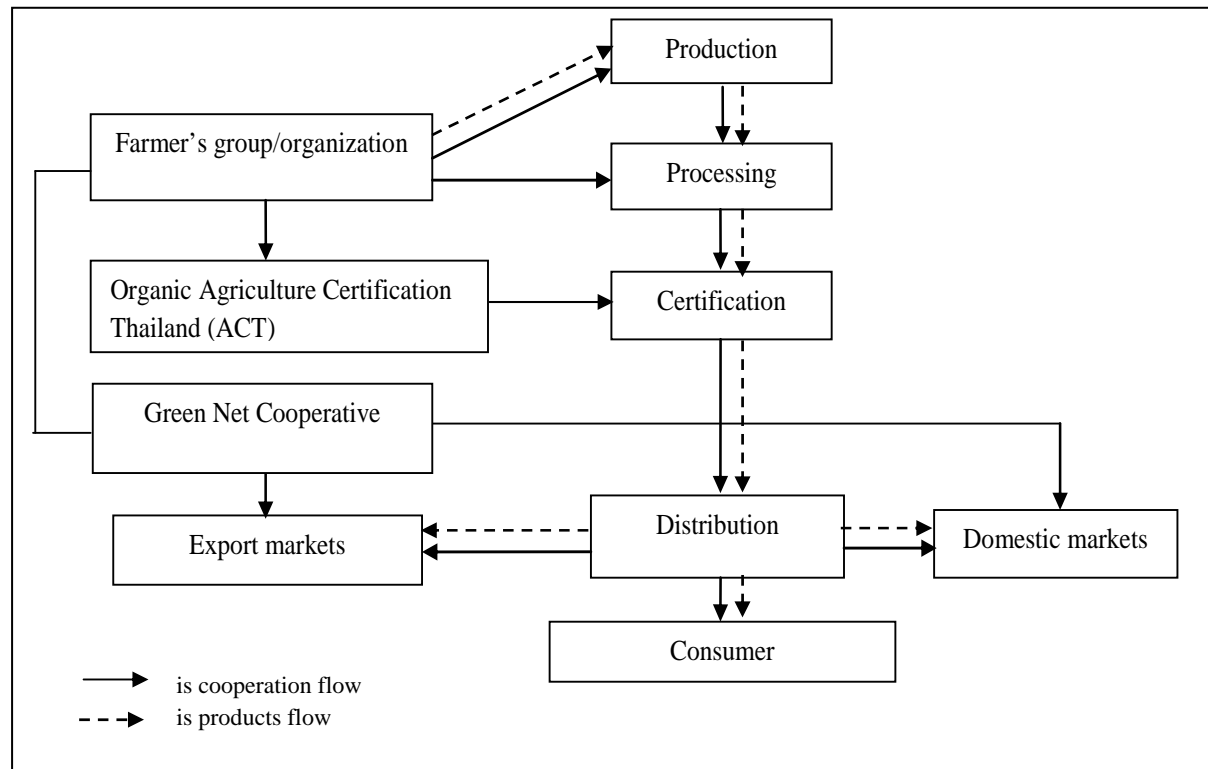 Production
Farmer's group/organization
Processing
Organic Agriculture Certification
Thailand (ACT)
Certification
Green Net Cooperative
Export markets
Distribution
Domestic markets
Consumer
is cooperation flow
is products flow